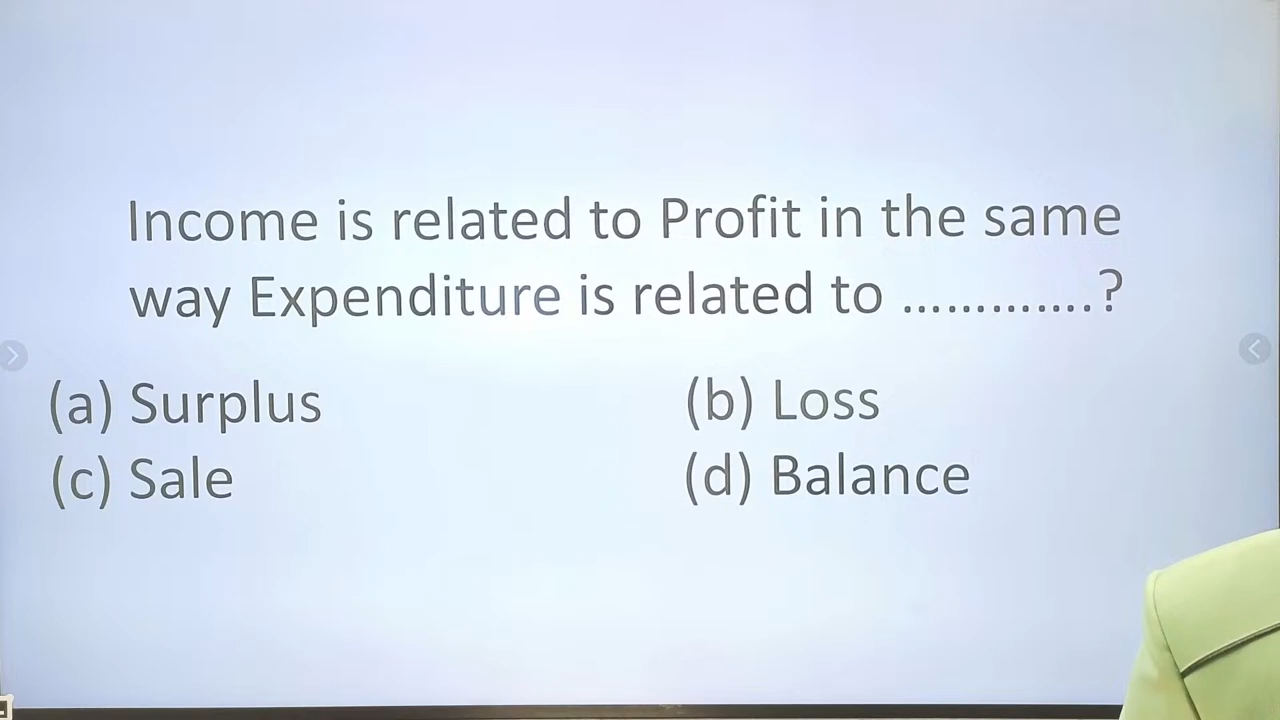 Income is related to Profit in the same
way Expenditure is related to .............?
(a) Surplus (b) Loss
(c) Sale (d) Balance